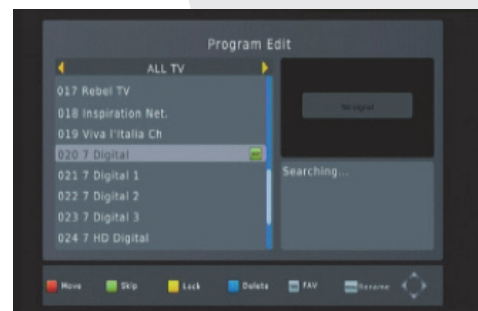 Program Edit
ALL TV
017 Rebel TV
018 Inspiration Net.
019 Viva l'Italia Ch
020 7 Digital
021 7 Digital 1
022 7 Digital 2
023 7 Digital 3
024 7 HD Digital
No signal
Searching...
Move Skip Lock Delete FAV Rename